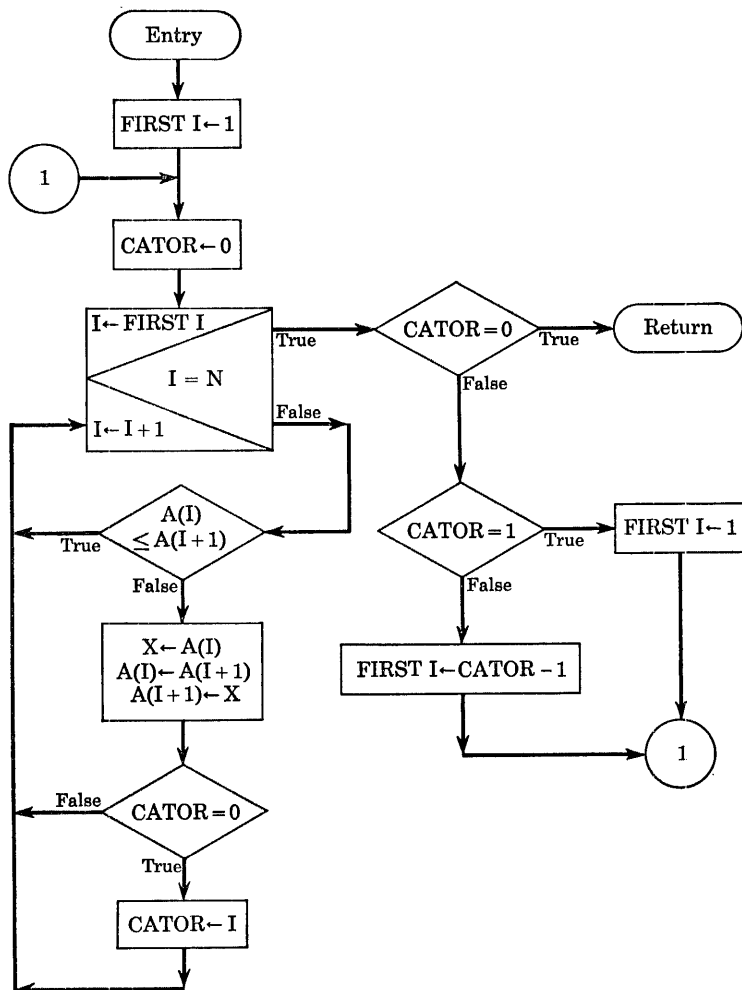 Entry
FIRST I←1
1
CATOR←0
I←FIRST I
I = N
I←I+1
True
False
CATOR=0
True
Return
False
A(I)
≤A(I+1)
True
False
CATOR=1
True
FIRST I←1
False
X←A(I)
A(I)←A(I+1)
A(I+1)←X
FIRST I←CATOR-1
1
CATOR=0
False
True
CATOR←I